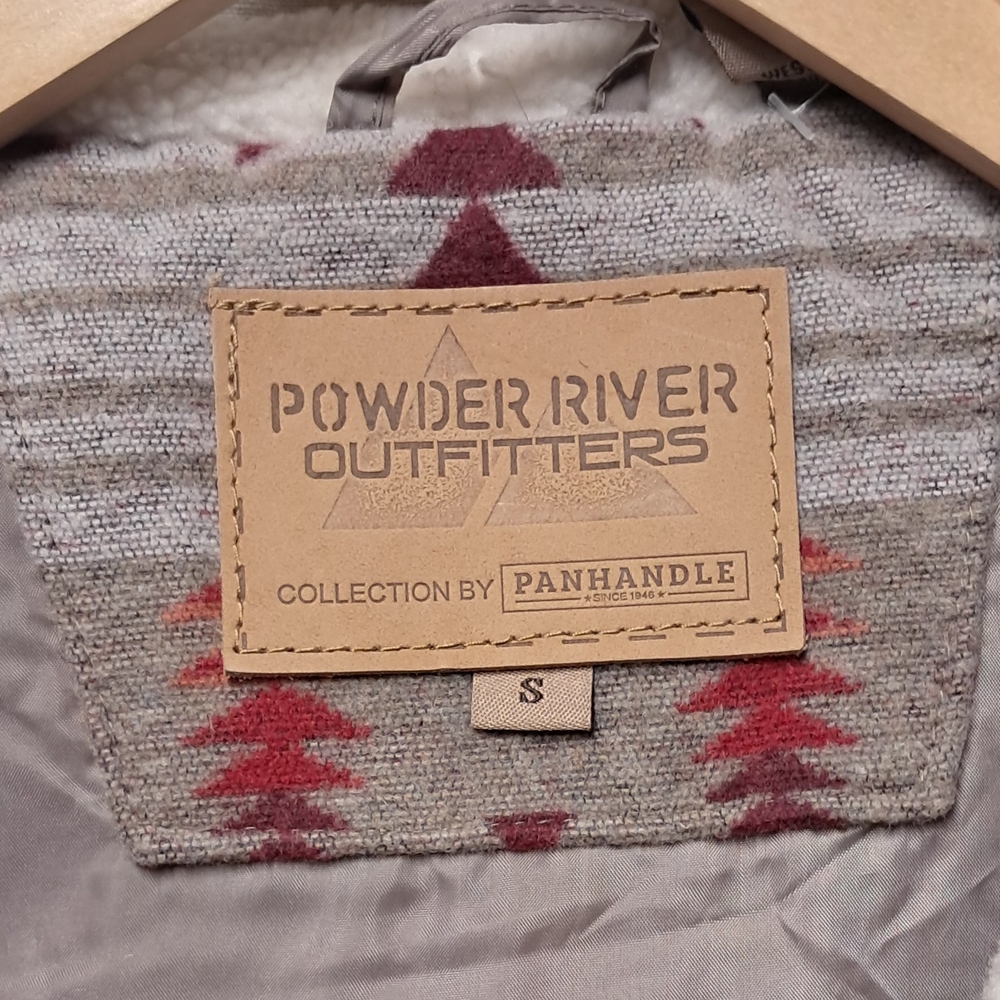 POWDER RIVER
OUTFITTERS
COLLECTION BY PANHANDLE
★SINCE 1946★
S